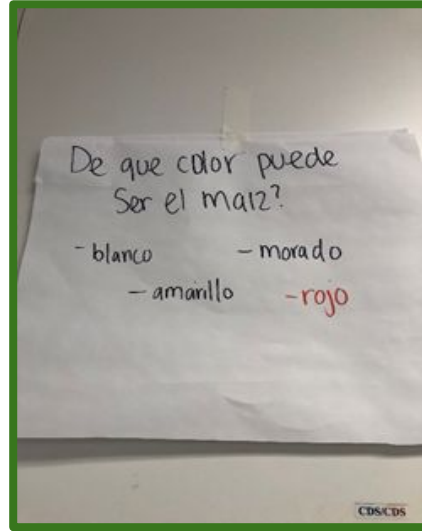 De que color puede
Ser el maiz?
- blanco - morado
- amarillo - rojo
CDS/CDS